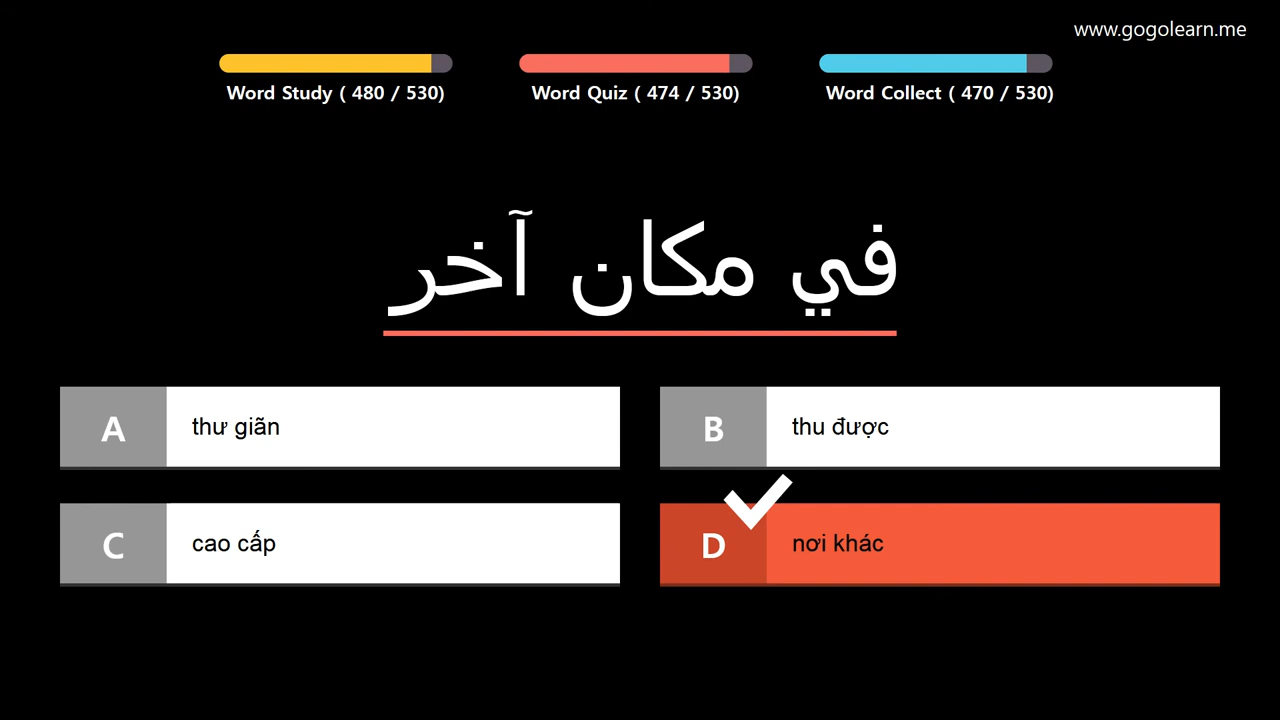 www.gogolearn.me
Word Study ( 480 / 530)
Word Quiz ( 474 / 530)
Word Collect ( 470 / 530)
في مكان آخر
A
thư giãn
B
thu được
C
cao cấp
D
nơi khác